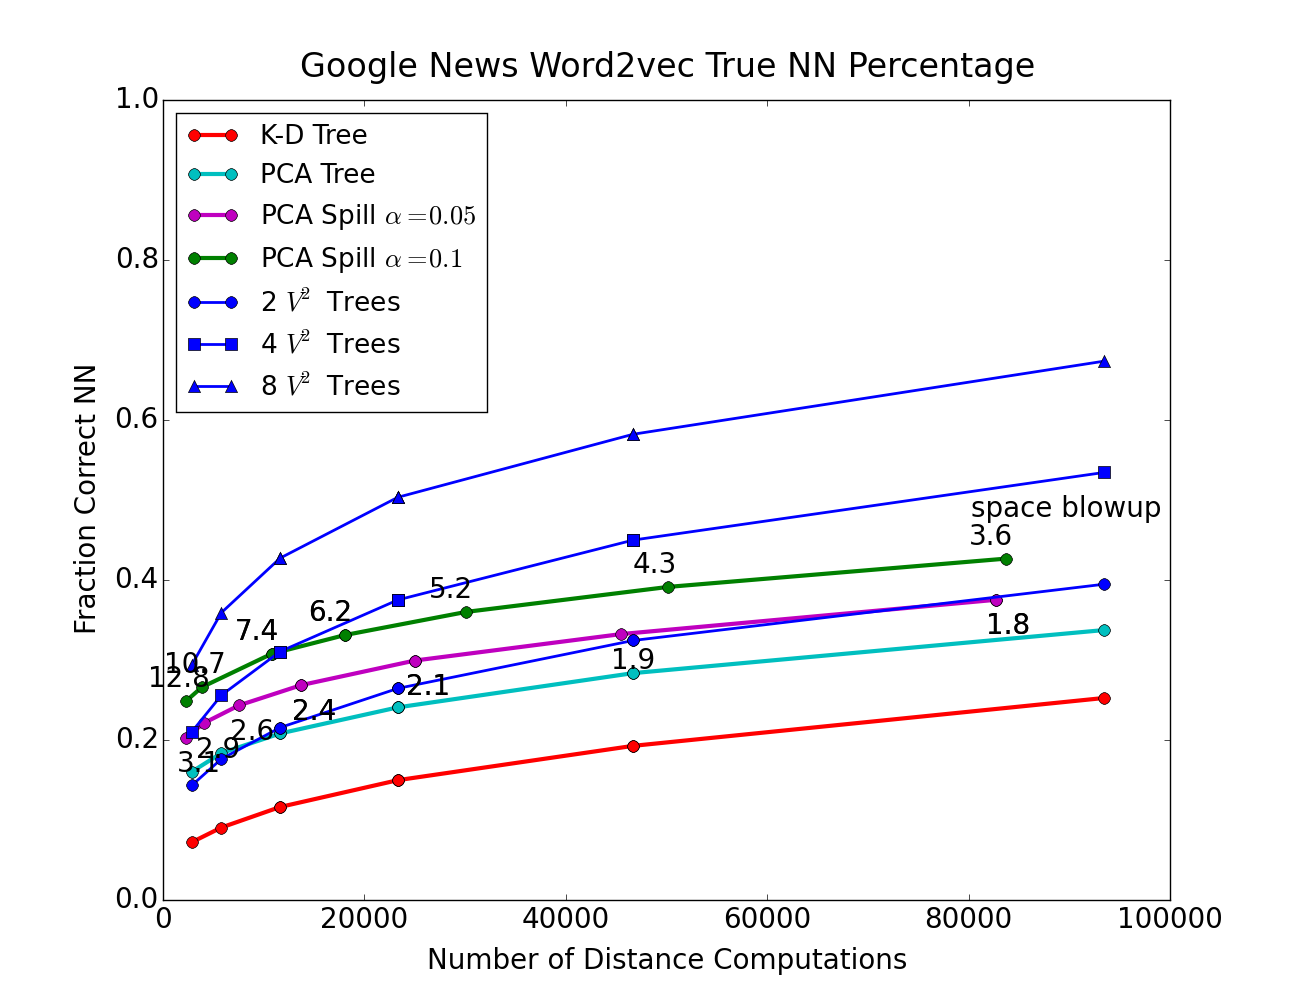 Google News Word2vec True NN Percentage
1.0
0.8
0.6
0.4
0.2
0.0
Fraction Correct NN
K-D Tree
PCA Tree
PCA Spill α=0.05
PCA Spill α=0.1
2 V² Trees
4 V² Trees
8 V² Trees
space blowup
3.6
4.3
5.2
6.2
7.4
10.7
12.8
1.8
1.9
2.1
2.4
2.6
2.9
3.1
0
20000
40000
60000
80000
100000
Number of Distance Computations